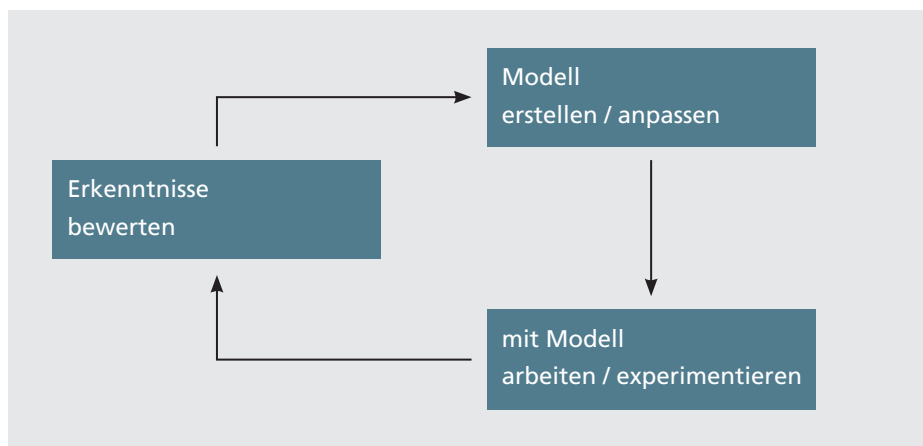 Modell
erstellen / anpassen
Erkenntnisse
bewerten
mit Modell
arbeiten / experimentieren